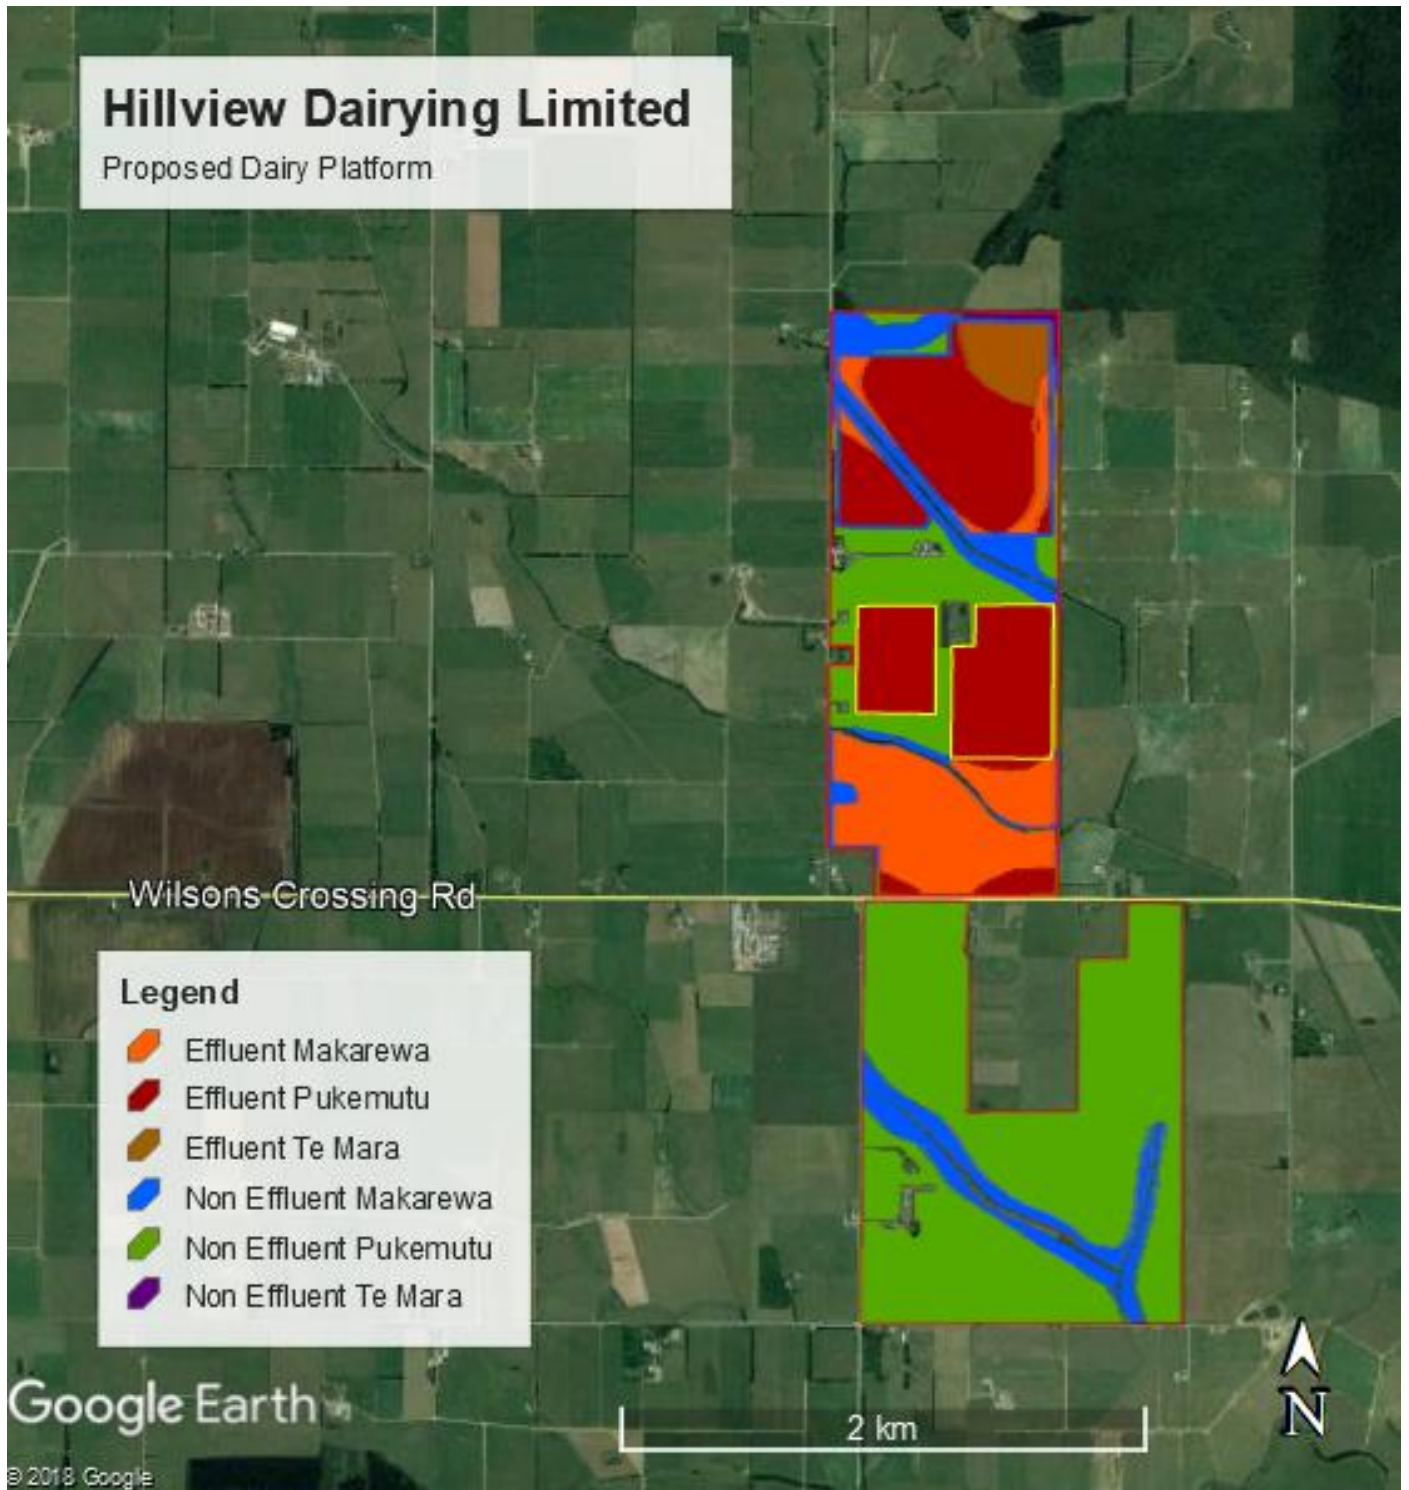 Hillview Dairying Limited
Proposed Dairy Platform
Wilsons Crossing Rd
Legend
Effluent Makarewa
Effluent Pukemutu
Effluent Te Mara
Non Effluent Makarewa
Non Effluent Pukemutu
Non Effluent Te Mara
Google Earth
2 km
N
© 2018 Google